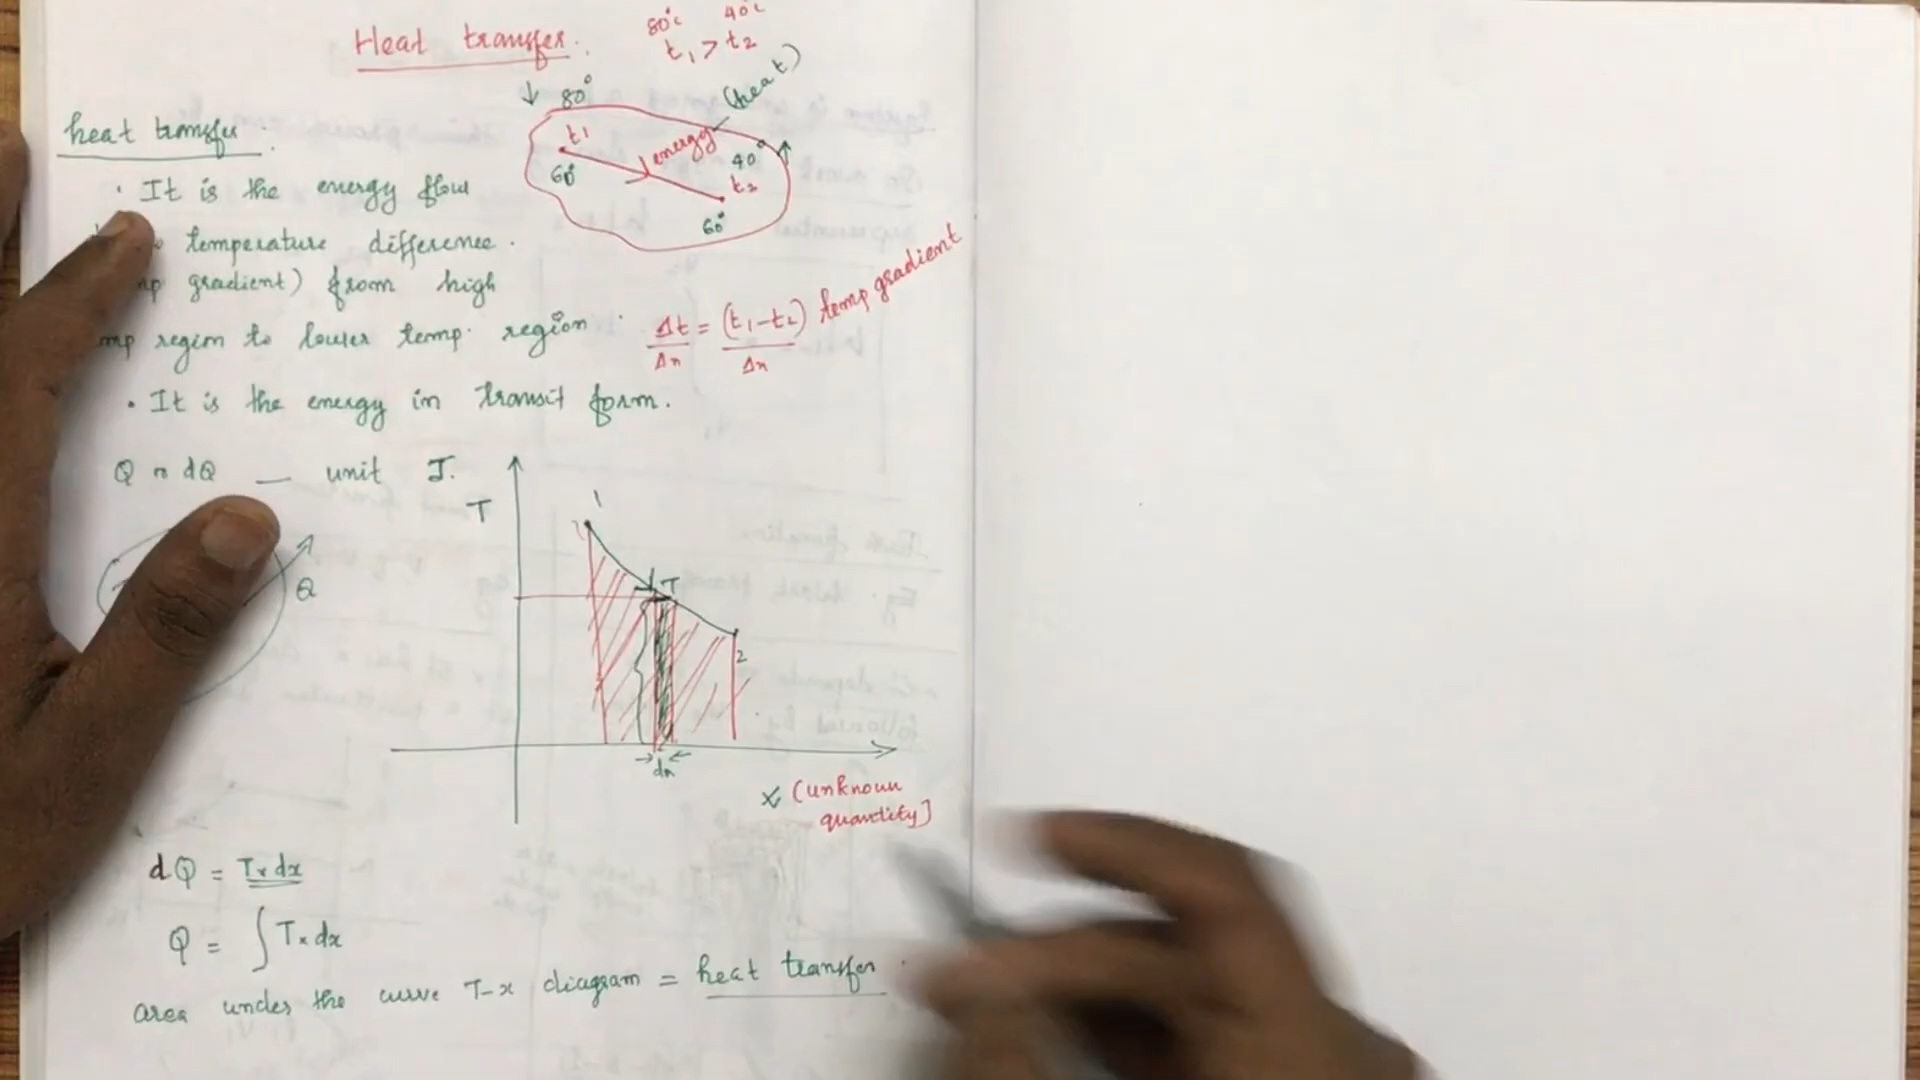 Heat transfer.
80°c 40°c
t₁ > t₂
heat transfer.
80°
(heat)
t₁
energy
60°
40°
t₂
60°
· It is the energy flow
temperature difference.
gradient) from high
region to lower temp. region.
Δt/Δx = (t₁-t₂)/Δx temp gradient
· It is the energy in transit form.
Q n dQ — unit J.
T
1
T
Q
2
dx
X (unknown
quantity]
dQ = T x dx
Q = ∫ T x dx
area under the curve T-x diagram = heat transfer.